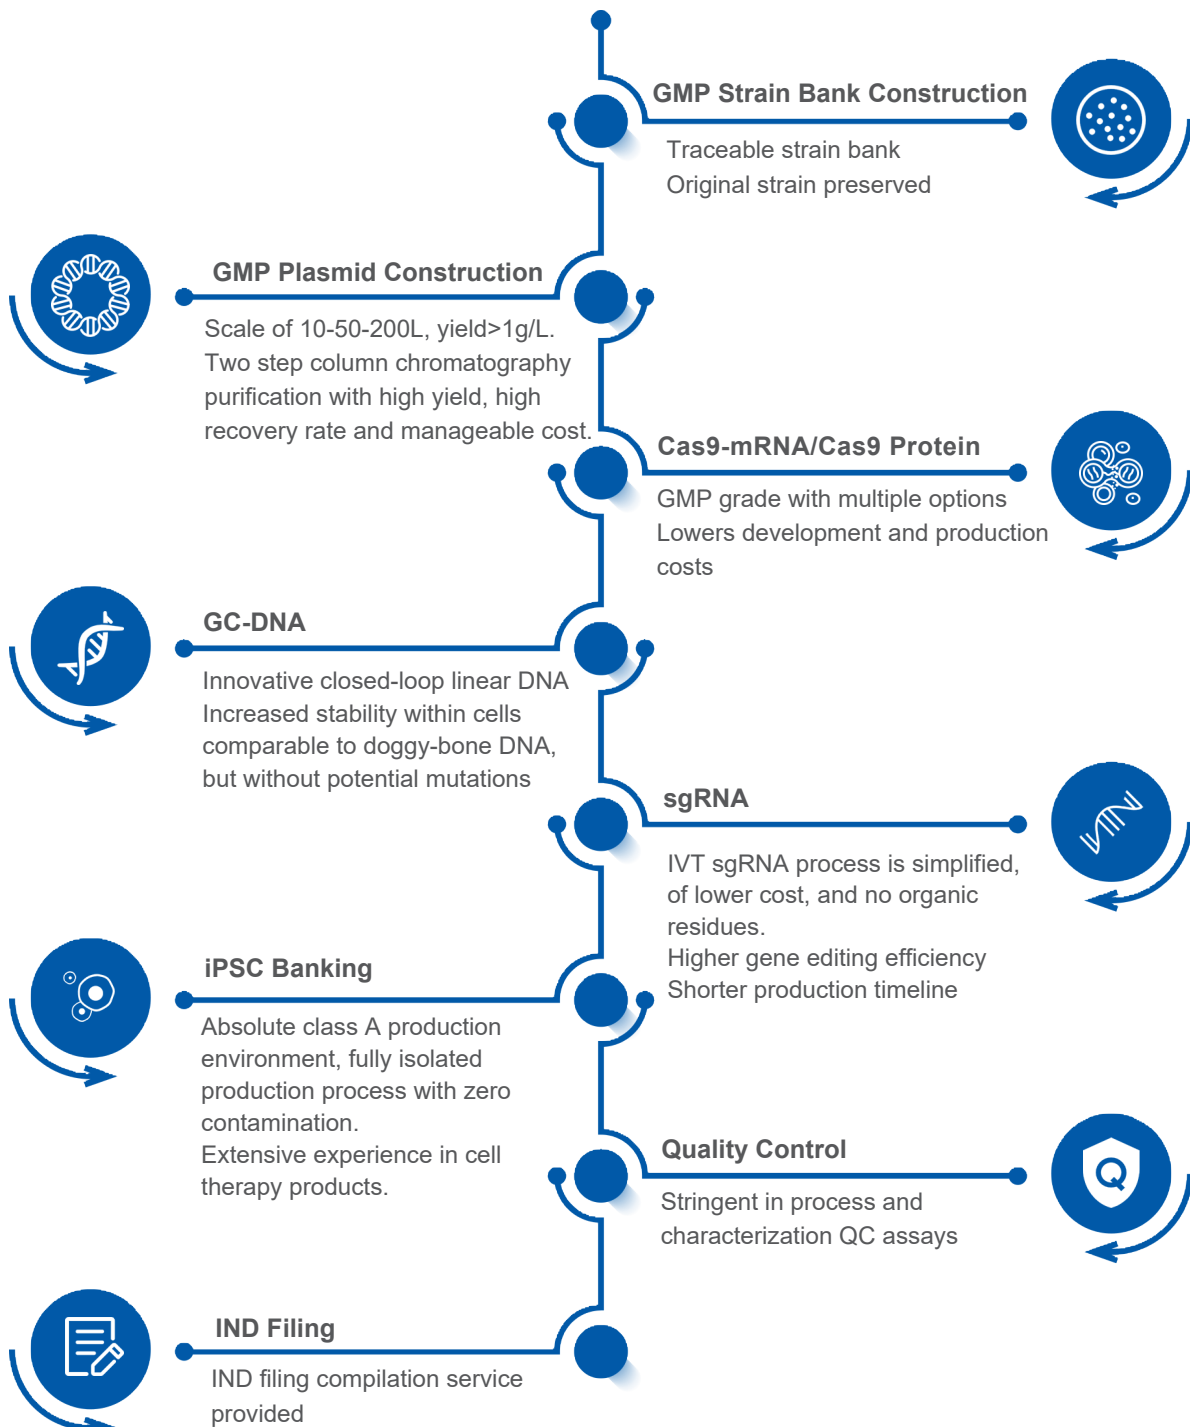 GMP Strain Bank Construction
Traceable strain bank
Original strain preserved
GMP Plasmid Construction
Scale of 10-50-200L, yield>1g/L.
Two step column chromatography
purification with high yield, high
recovery rate and manageable cost.
Cas9-mRNA/Cas9 Protein
GMP grade with multiple options
Lowers development and production
costs
GC-DNA
Innovative closed-loop linear DNA
Increased stability within cells
comparable to doggy-bone DNA,
but without potential mutations
sgRNA
IVT sgRNA process is simplified,
of lower cost, and no organic
residues.
Higher gene editing efficiency
Shorter production timeline
iPSC Banking
Absolute class A production
environment, fully isolated
production process with zero
contamination.
Extensive experience in cell
therapy products.
Quality Control
Stringent in process and
characterization QC assays
Q
IND Filing
IND filing compilation service
provided